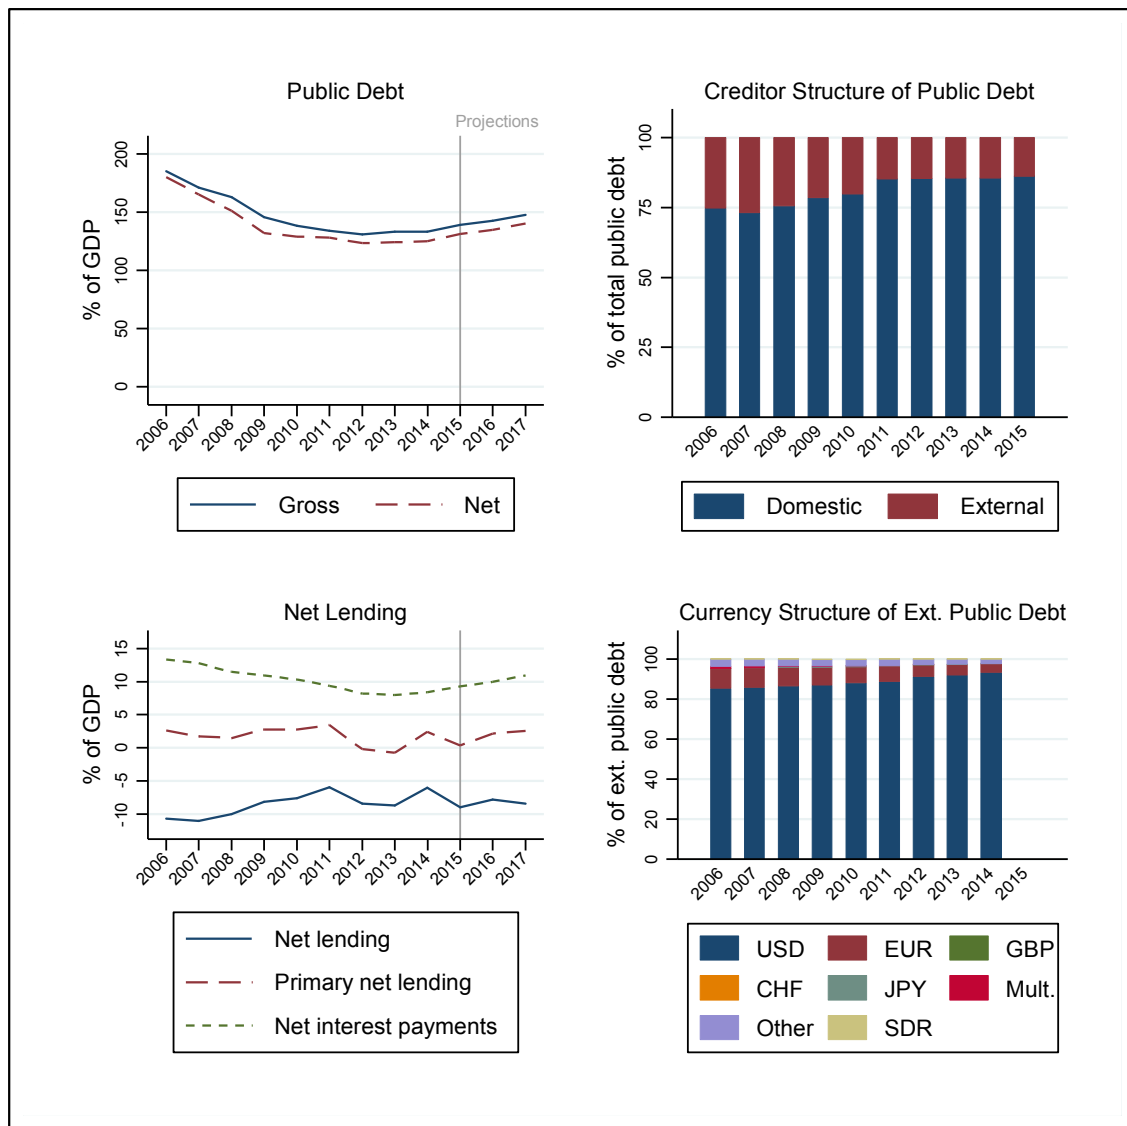 Public Debt
Projections
% of GDP
200
150
100
50
0
2006 2007 2008 2009 2010 2011 2012 2013 2014 2015 2016 2017
Gross Net
Creditor Structure of Public Debt
% of total public debt
100
75
50
25
0
2006 2007 2008 2009 2010 2011 2012 2013 2014 2015
Domestic External
Net Lending
% of GDP
15
10
5
0
-5
-10
2006 2007 2008 2009 2010 2011 2012 2013 2014 2015 2016 2017
Net lending
Primary net lending
Net interest payments
Currency Structure of Ext. Public Debt
% of ext. public debt
100
80
60
40
20
0
2006 2007 2008 2009 2010 2011 2012 2013 2014 2015
USD EUR GBP
CHF JPY Mult.
Other SDR